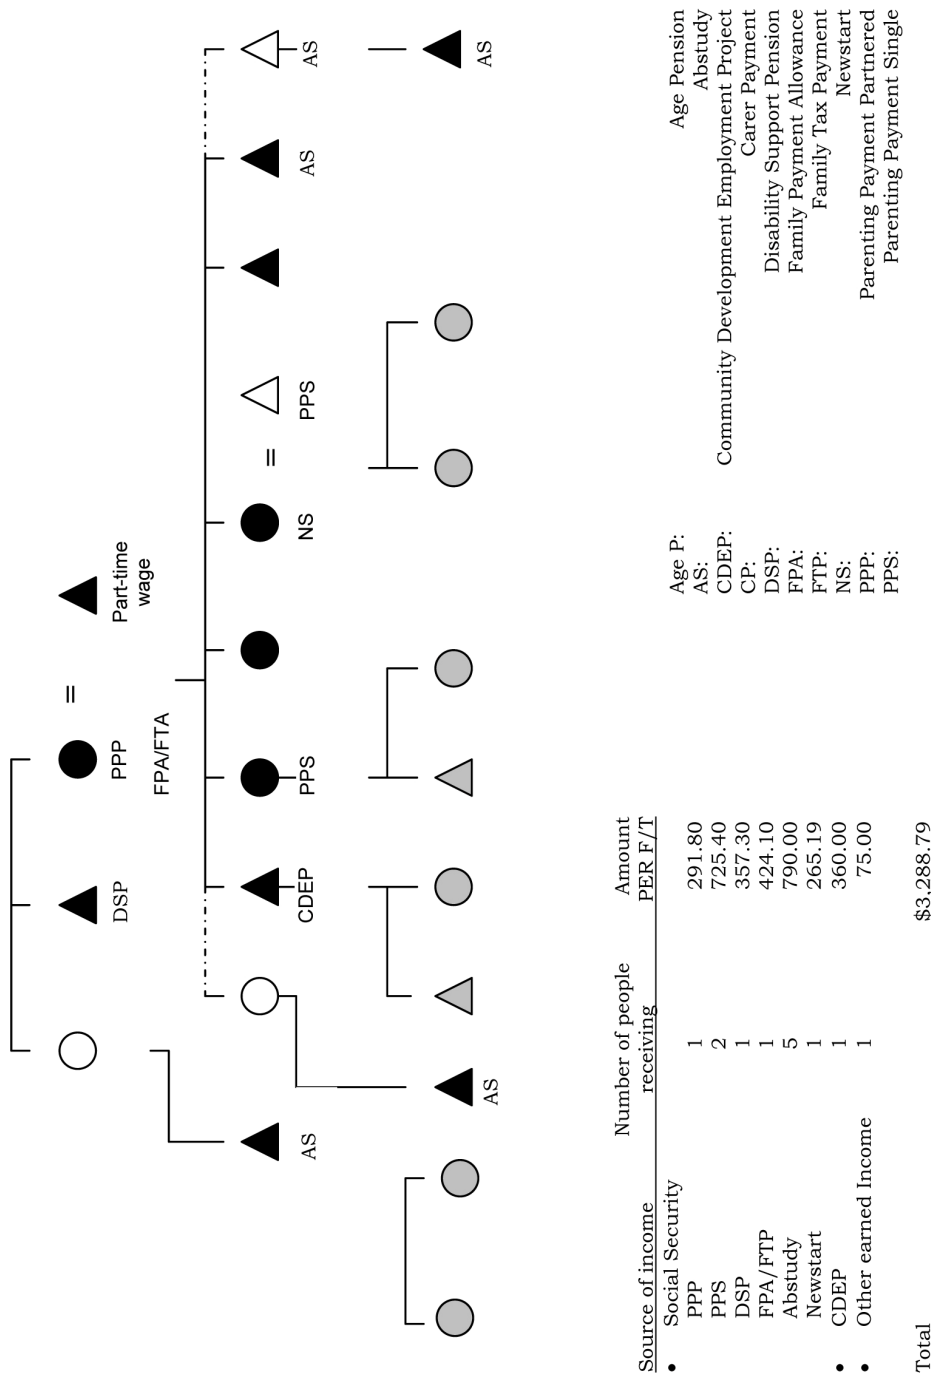 DSP PPP Part-time
wage
FPA/FTA
AS CDEP PPS NS PPS AS AS
AS AS
Number of people Amount
Source of income receiving PER F/T
• Social Security
PPP 1 291.80
PPS 2 725.40
DSP 1 357.30
FPA/FTP 1 424.10
Abstudy 5 790.00
Newstart 1 265.19
• CDEP 1 360.00
• Other earned Income 1 75.00
Total $3,288.79
Age P: Age Pension
AS: Abstudy
CDEP: Community Development Employment Project
CP: Carer Payment
DSP: Disability Support Pension
FPA: Family Payment Allowance
FTP: Family Tax Payment
NS: Newstart
PPP: Parenting Payment Partnered
PPS: Parenting Payment Single